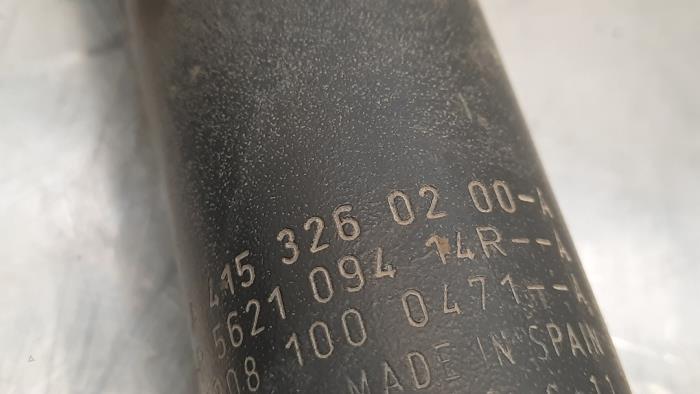 415 326 02 00-A
5621 094 14R--A
08 100 0471--A
MADE IN SPAIN